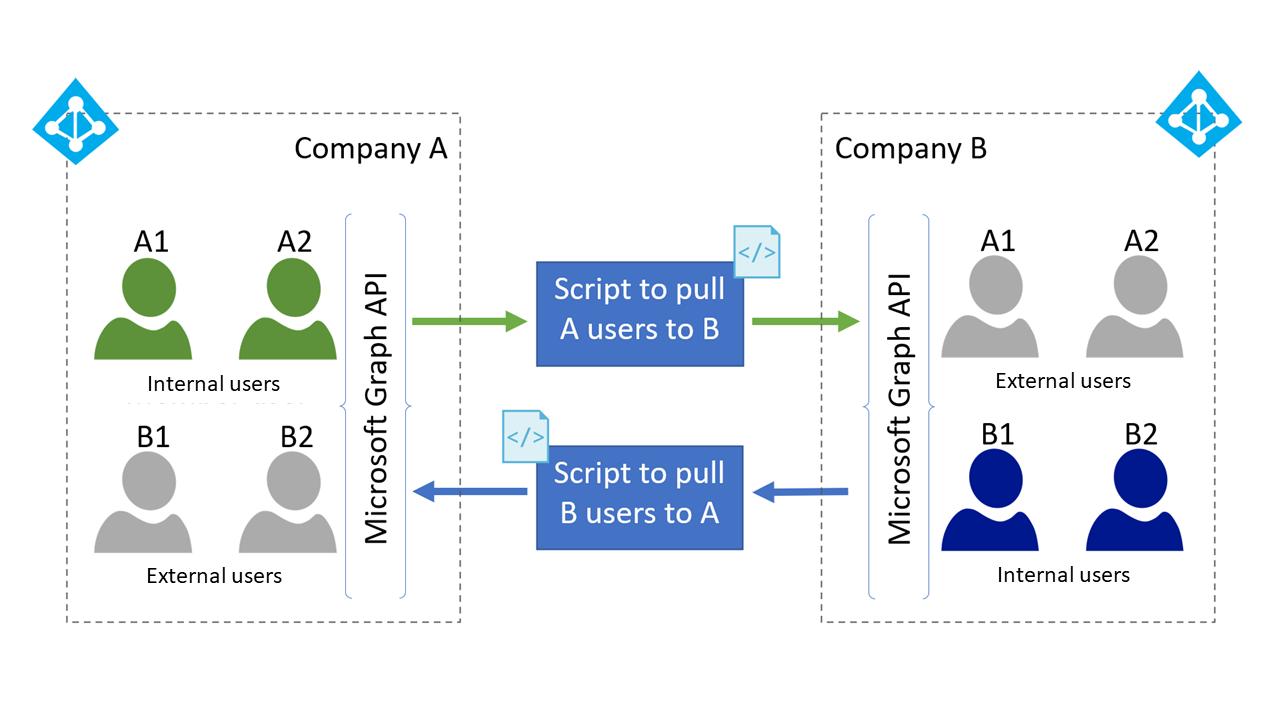 Company A
A1 A2
Internal users
B1 B2
External users
Microsoft Graph API
</>
Script to pull
A users to B
</>
Script to pull
B users to A
Company B
Microsoft Graph API
A1 A2
External users
B1 B2
Internal users